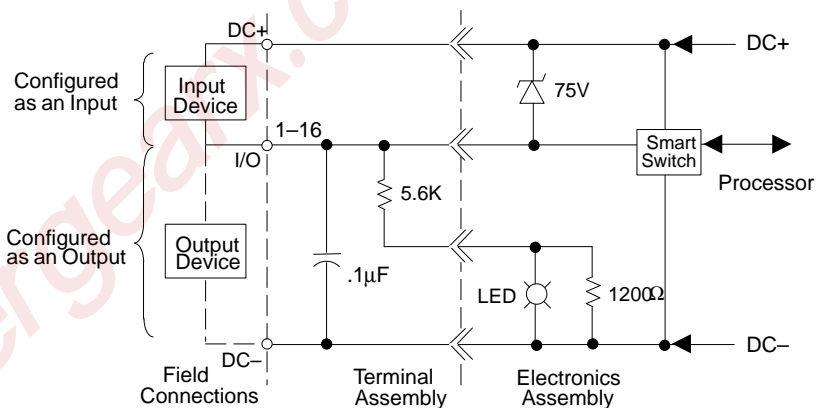 DC+
DC+
Configured
as an Input
Input
Device
75V
1–16
I/O
Smart
Switch
Processor
5.6K
Configured
as an Output
Output
Device
.1µF
LED
1200Ω
DC–
DC–
Field
Connections
Terminal
Assembly
Electronics
Assembly
ergearx.c